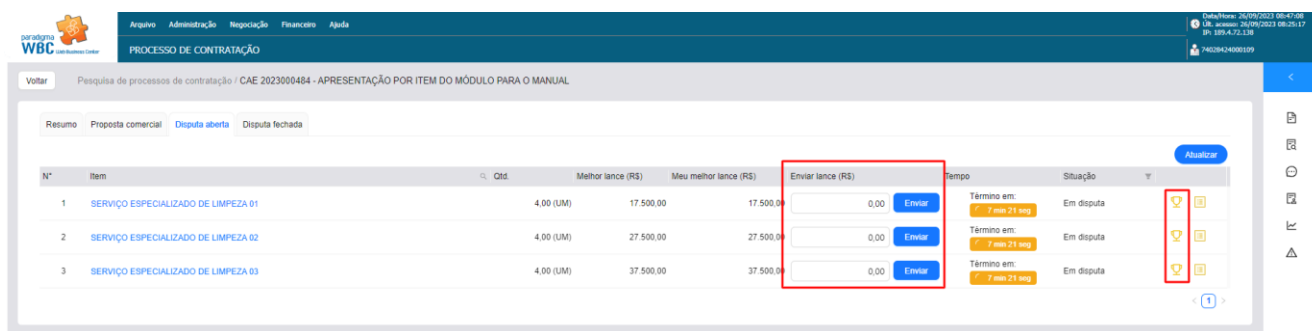 paradigma
WBC Web Business Center
Arquivo Administração Negociação Financeiro Ajuda
Data/Hora: 26/09/2023 08:47:08
Últ. acesso: 26/09/2023 08:25:17
IP: 189.4.72.138
PROCESSO DE CONTRATAÇÃO
74028424000109
Voltar
Pesquisa de processos de contratação / CAE 2023000484 - APRESENTAÇÃO POR ITEM DO MÓDULO PARA O MANUAL
Resumo Proposta comercial Disputa aberta Disputa fechada
Atualizar
N° Item Qtd. Melhor lance (R$) Meu melhor lance (R$) Enviar lance (R$) Tempo Situação
1 SERVIÇO ESPECIALIZADO DE LIMPEZA 01 4,00 (UM) 17.500,00 17.500,00 0,00 Enviar Término em: 7 min 21 seg Em disputa
2 SERVIÇO ESPECIALIZADO DE LIMPEZA 02 4,00 (UM) 27.500,00 27.500,00 0,00 Enviar Término em: 7 min 21 seg Em disputa
3 SERVIÇO ESPECIALIZADO DE LIMPEZA 03 4,00 (UM) 37.500,00 37.500,00 0,00 Enviar Término em: 7 min 21 seg Em disputa
< 1 >